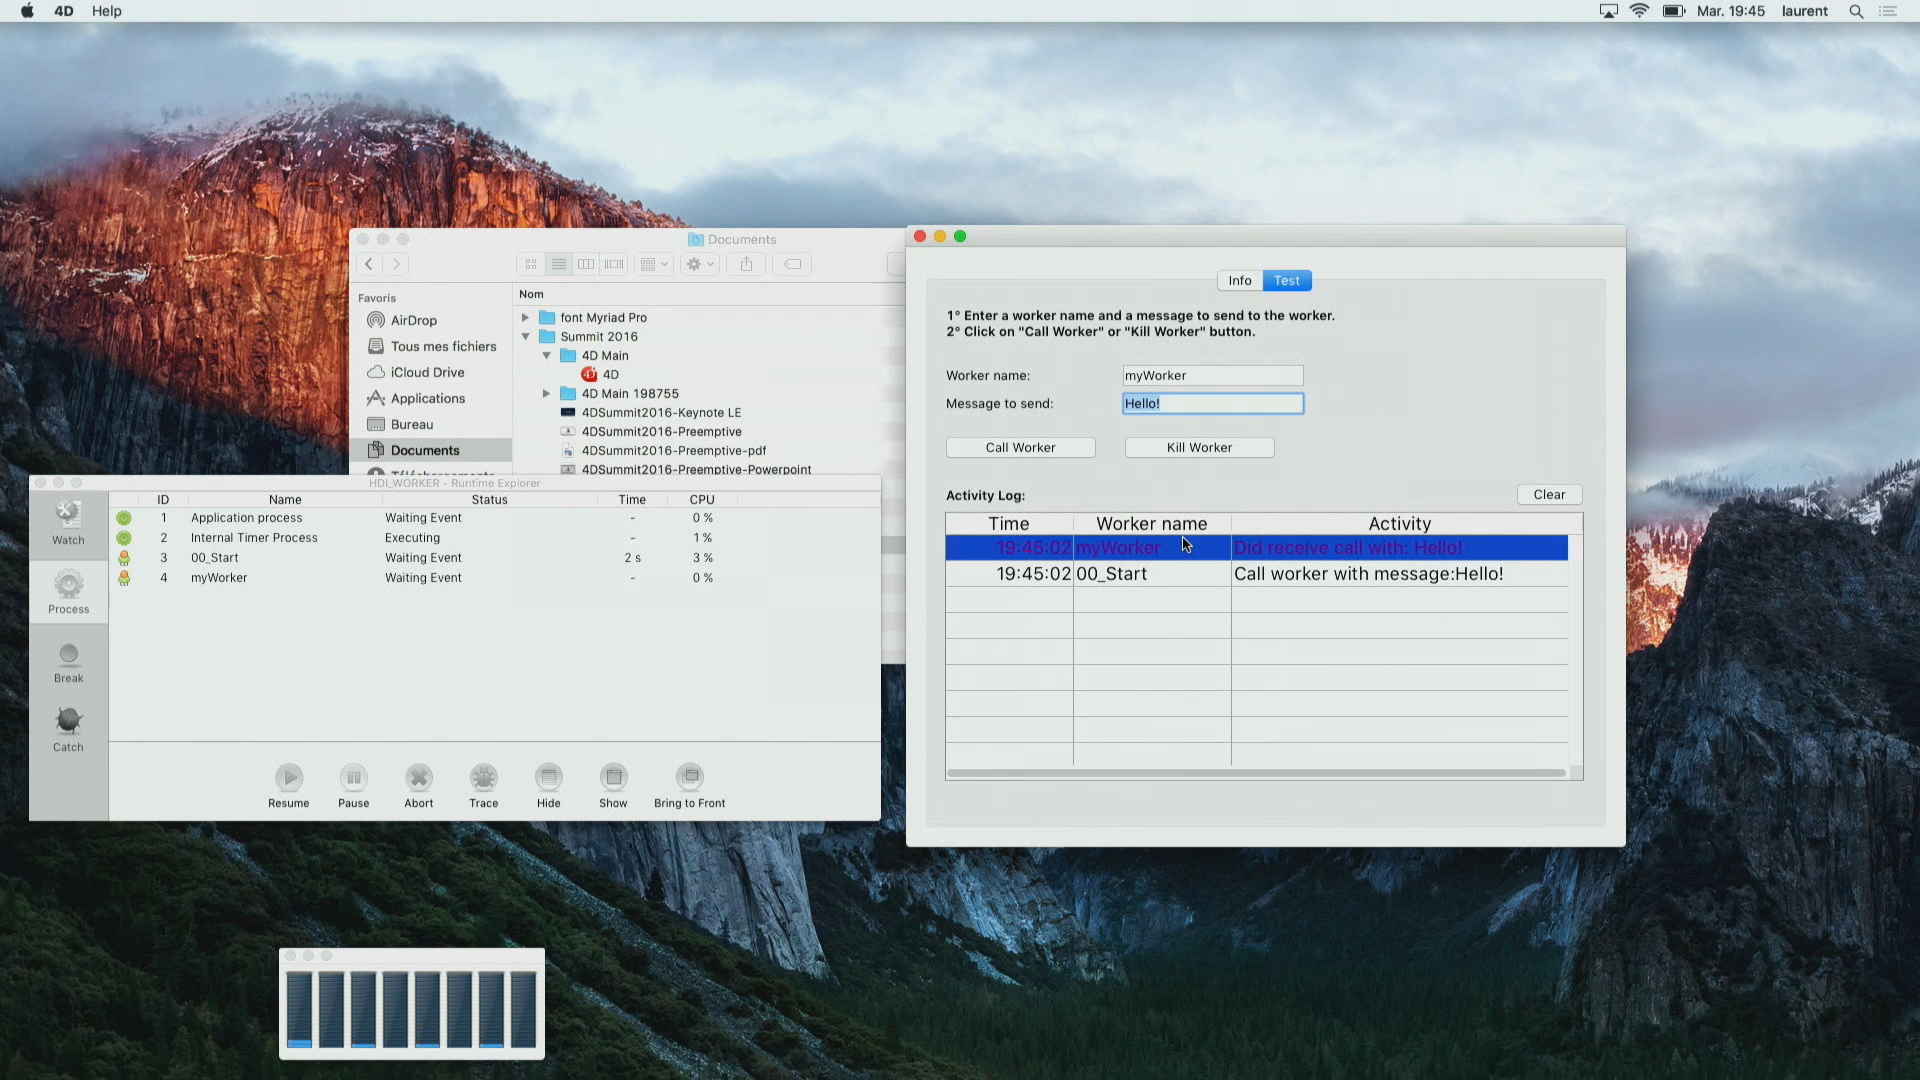 4D Help
Mar. 19:45 laurent
Documents
Favoris
AirDrop
Tous mes fichiers
iCloud Drive
Applications
Bureau
Documents
Téléchargements
Nom
font Myriad Pro
Summit 2016
4D Main
4D
4D Main 198755
4DSummit2016-Keynote LE
4DSummit2016-Preemptive
4DSummit2016-Preemptive-pdf
4DSummit2016-Preemptive-Powerpoint
HDI_WORKER - Runtime Explorer
Watch
Process
Break
Catch
ID Name Status Time CPU
1 Application process Waiting Event - 0 %
2 Internal Timer Process Executing - 1 %
3 00_Start Waiting Event 2 s 3 %
4 myWorker Waiting Event - 0 %
Resume Pause Abort Trace Hide Show Bring to Front
Info Test
1° Enter a worker name and a message to send to the worker.
2° Click on "Call Worker" or "Kill Worker" button.
Worker name: myWorker
Message to send: Hello!
Call Worker Kill Worker
Activity Log: Clear
Time Worker name Activity
19:45:02 myWorker Did receive call with: Hello!
19:45:02 00_Start Call worker with message:Hello!